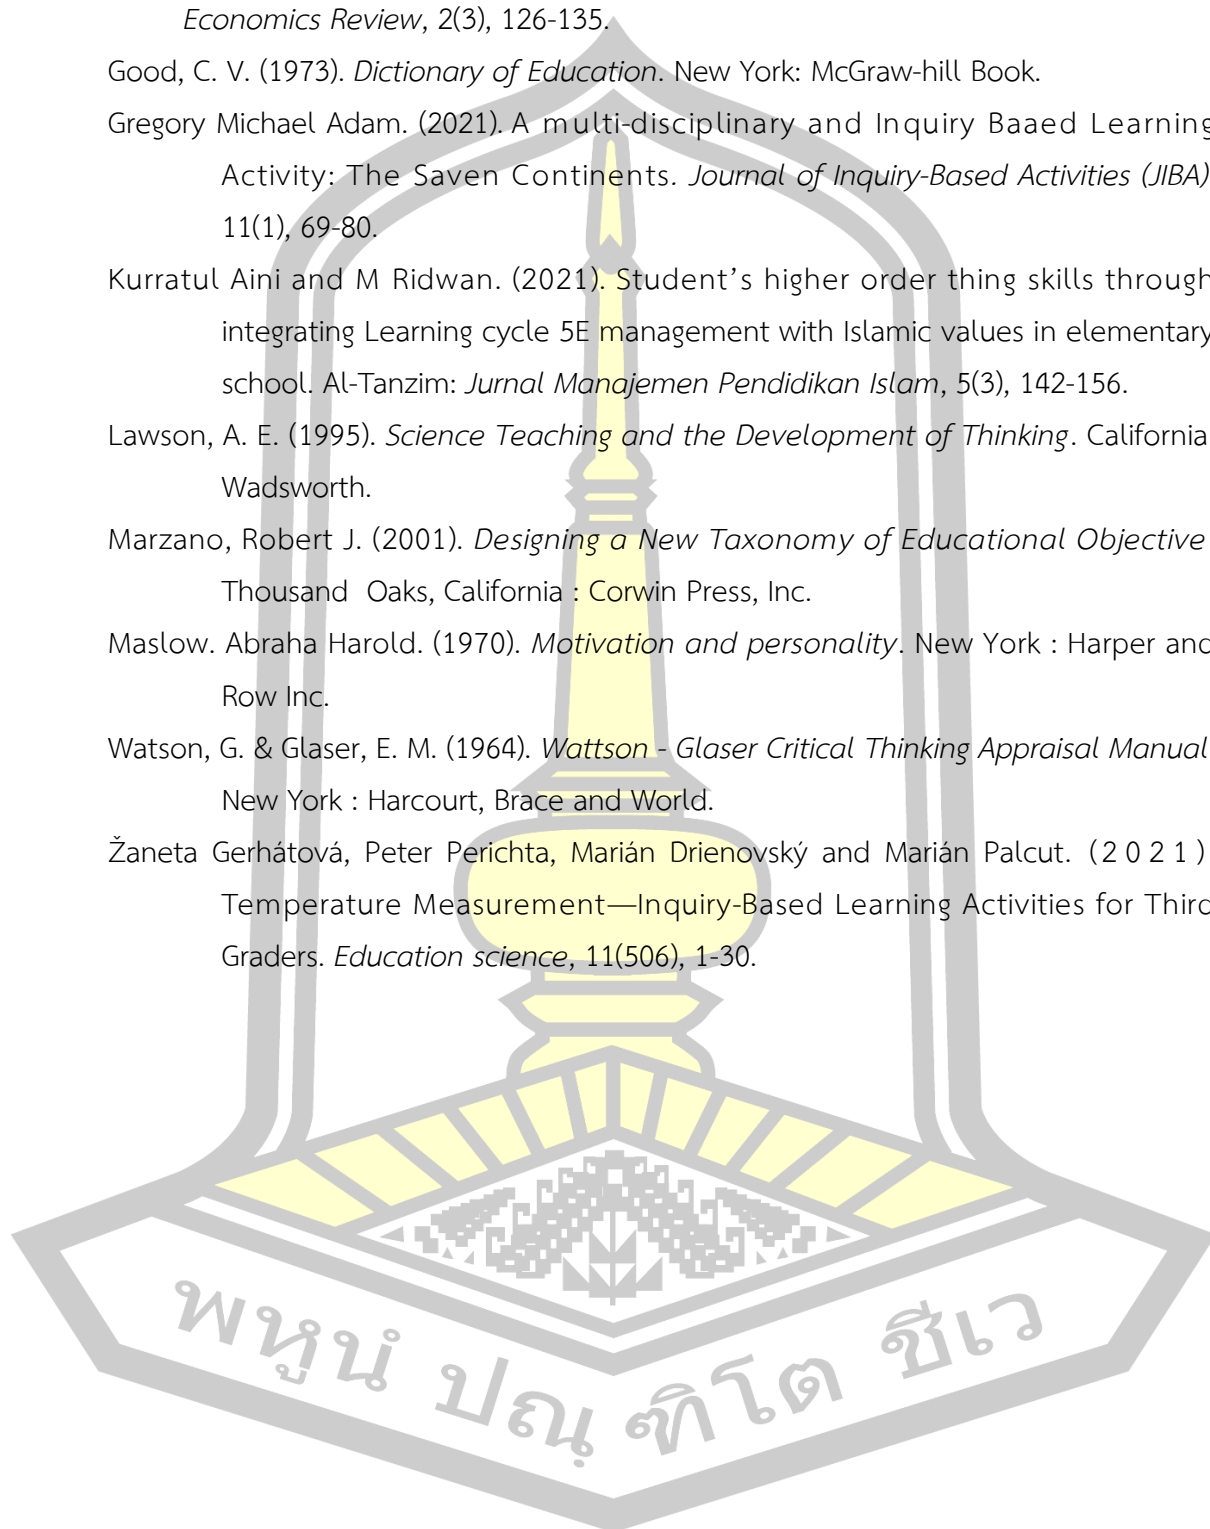 Economics Review, 2(3), 126-135.
Good, C. V. (1973). Dictionary of Education. New York: McGraw-hill Book.
Gregory Michael Adam. (2021). A multi-disciplinary and Inquiry Baaed Learning
Activity: The Saven Continents. Journal of Inquiry-Based Activities (JIBA)
11(1), 69-80.
Kurratul Aini and M Ridwan. (2021). Student’s higher order thing skills through
integrating Learning cycle 5E management with Islamic values in elementary
school. Al-Tanzim: Jurnal Manajemen Pendidikan Islam, 5(3), 142-156.
Lawson, A. E. (1995). Science Teaching and the Development of Thinking. California
Wadsworth.
Marzano, Robert J. (2001). Designing a New Taxonomy of Educational Objective
Thousand Oaks, California : Corwin Press, Inc.
Maslow. Abraha Harold. (1970). Motivation and personality. New York : Harper and
Row Inc.
Watson, G. & Glaser, E. M. (1964). Wattson - Glaser Critical Thinking Appraisal Manual
New York : Harcourt, Brace and World.
Žaneta Gerhátová, Peter Perichta, Marián Drienovský and Marián Palcut. (2021)
Temperature Measurement—Inquiry-Based Learning Activities for Third
Graders. Education science, 11(506), 1-30.
พหูนํ ปณฺฑิโต ชีเว